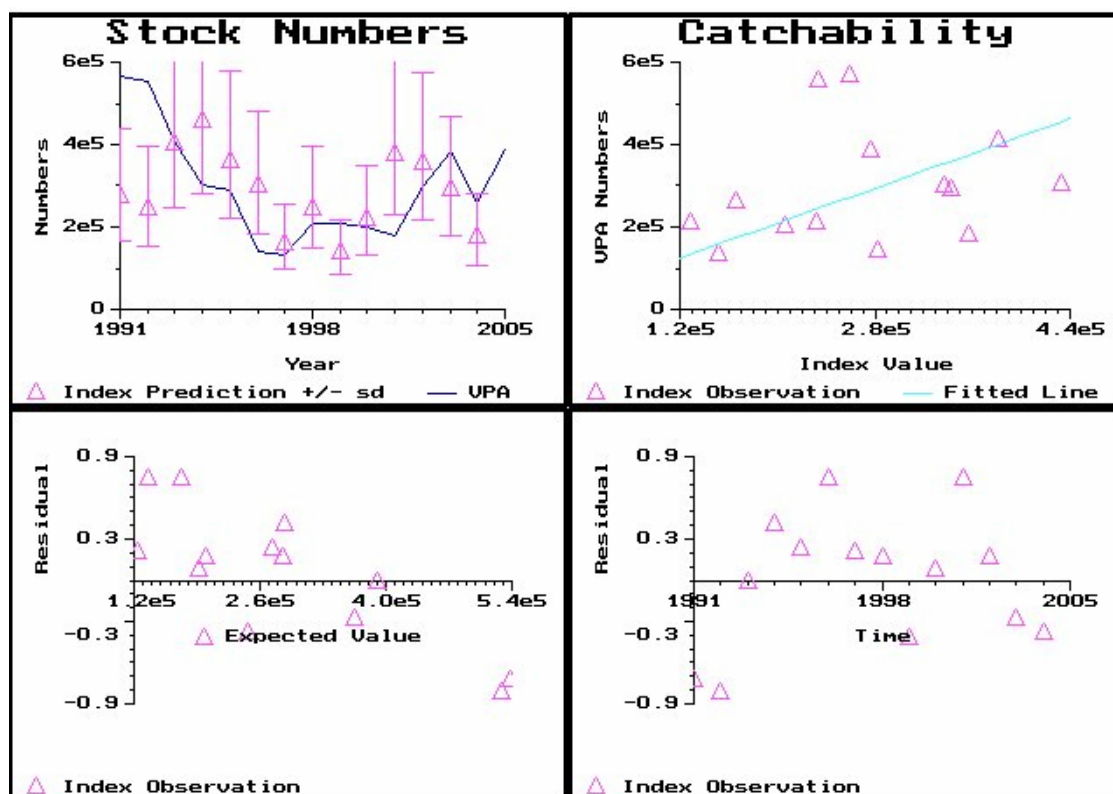 Stock Numbers
6e5
4e5
2e5
0
Numbers
1991 1998 2005
Year
Index Prediction +/- sd VPA
Catchability
6e5
4e5
2e5
0
VPA Numbers
1.2e5 2.8e5 4.4e5
Index Value
Index Observation Fitted Line
0.9
0.3
-0.3
-0.9
Residual
1.2e5 2.6e5 4.0e5 5.4e5
Expected Value
Index Observation
0.9
0.3
-0.3
-0.9
Residual
1991 1998 2005
Time
Index Observation